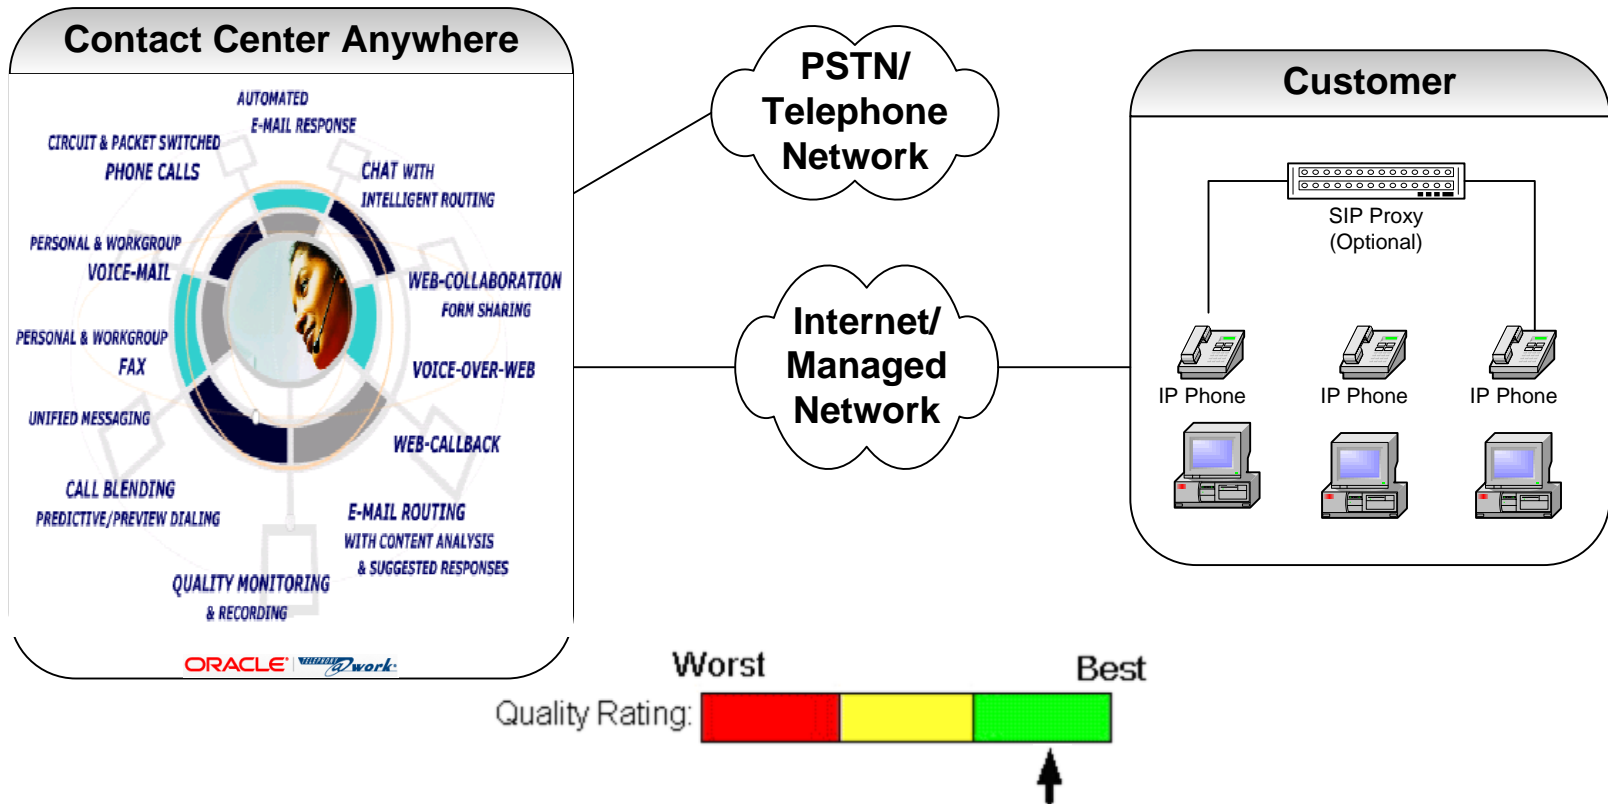 Contact Center Anywhere
AUTOMATED
E-MAIL RESPONSE
CIRCUIT & PACKET SWITCHED
PHONE CALLS
CHAT WITH
INTELLIGENT ROUTING
PERSONAL & WORKGROUP
VOICE-MAIL
WEB-COLLABORATION
FORM SHARING
PERSONAL & WORKGROUP
FAX
VOICE-OVER-WEB
UNIFIED MESSAGING
WEB-CALLBACK
CALL BLENDING
PREDICTIVE/PREVIEW DIALING
E-MAIL ROUTING
WITH CONTENT ANALYSIS
& SUGGESTED RESPONSES
QUALITY MONITORING
& RECORDING
ORACLE TELEPHONY@work
PSTN/
Telephone
Network
Internet/
Managed
Network
Customer
SIP Proxy
(Optional)
IP Phone
IP Phone
IP Phone
Worst
Best
Quality Rating: